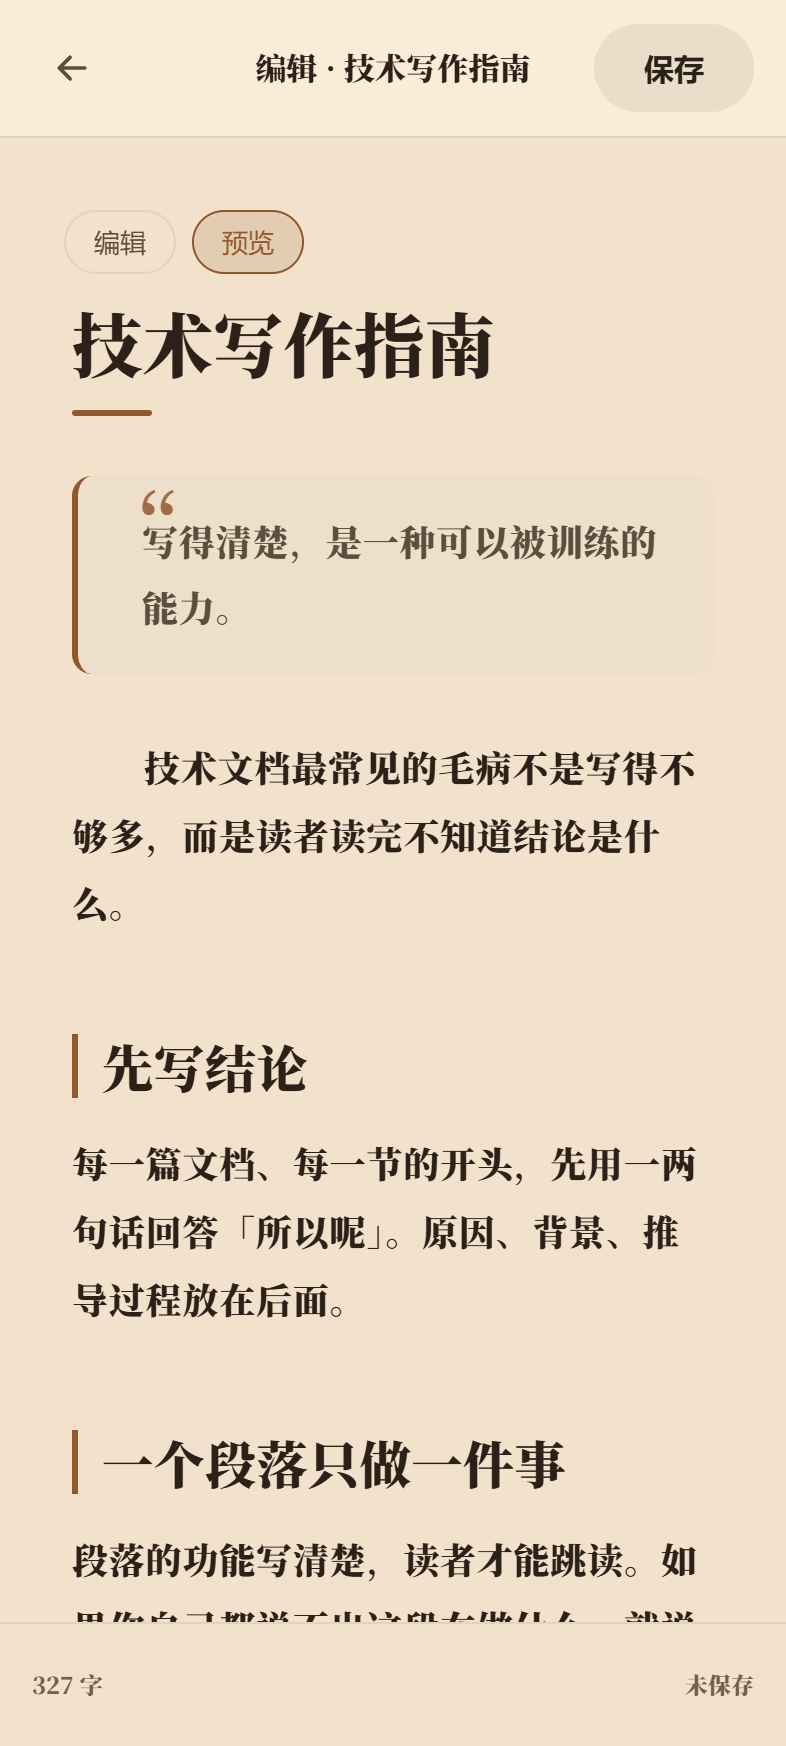 编辑 · 技术写作指南
保存
编辑
预览
技术写作指南
“
写得清楚，是一种可以被训练的
能力。
技术文档最常见的毛病不是写得不
够多，而是读者读完不知道结论是什
么。
先写结论
每一篇文档、每一节的开头，先用一两
句话回答「所以呢」。原因、背景、推
导过程放在后面。
一个段落只做一件事
段落的功能写清楚，读者才能跳读。如
327 字
未保存